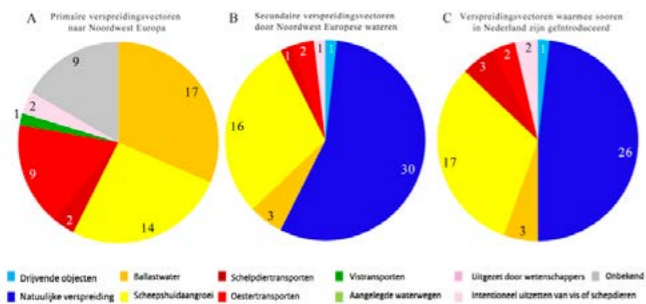 A Primaire verspreidingsvectoren
naar Noordwest Europa
B Secundaire verspreidingsvectoren
door Noordwest Europese wateren
C Verspreidingsvectoren waarmee sooren
in Nederland zijn geïntroduceerd
17
14
2
9
1
2
9
1
30
3
16
1
2
1
1
26
3
17
3
2
2
Drijvende objecten
Ballastwater
Schelpdiertransporten
Vistransporten
Uitgezet door wetenschappers
Onbekend
Natuulijke verspreiding
Scheepshuidaangroei
Oestertransporten
Aangelegde waterwegen
Intentioneel uitzetten van vis of schepdieren